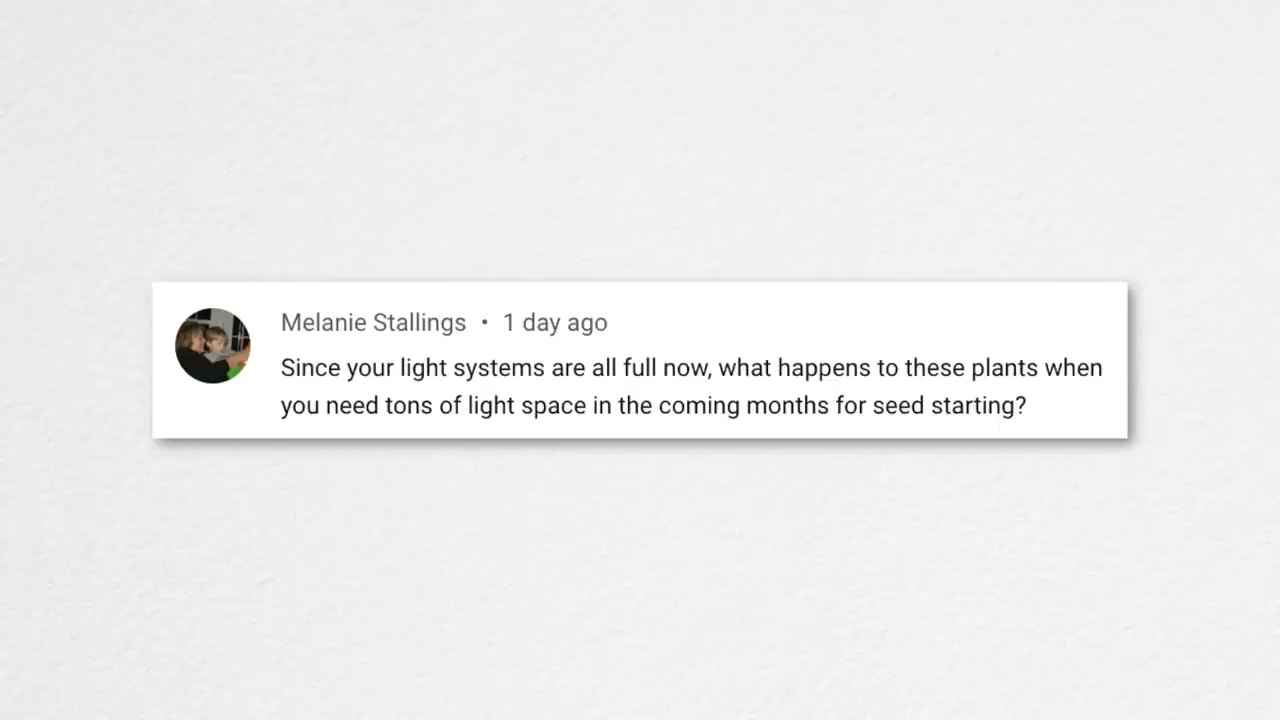 Melanie Stallings • 1 day ago
Since your light systems are all full now, what happens to these plants when
you need tons of light space in the coming months for seed starting?